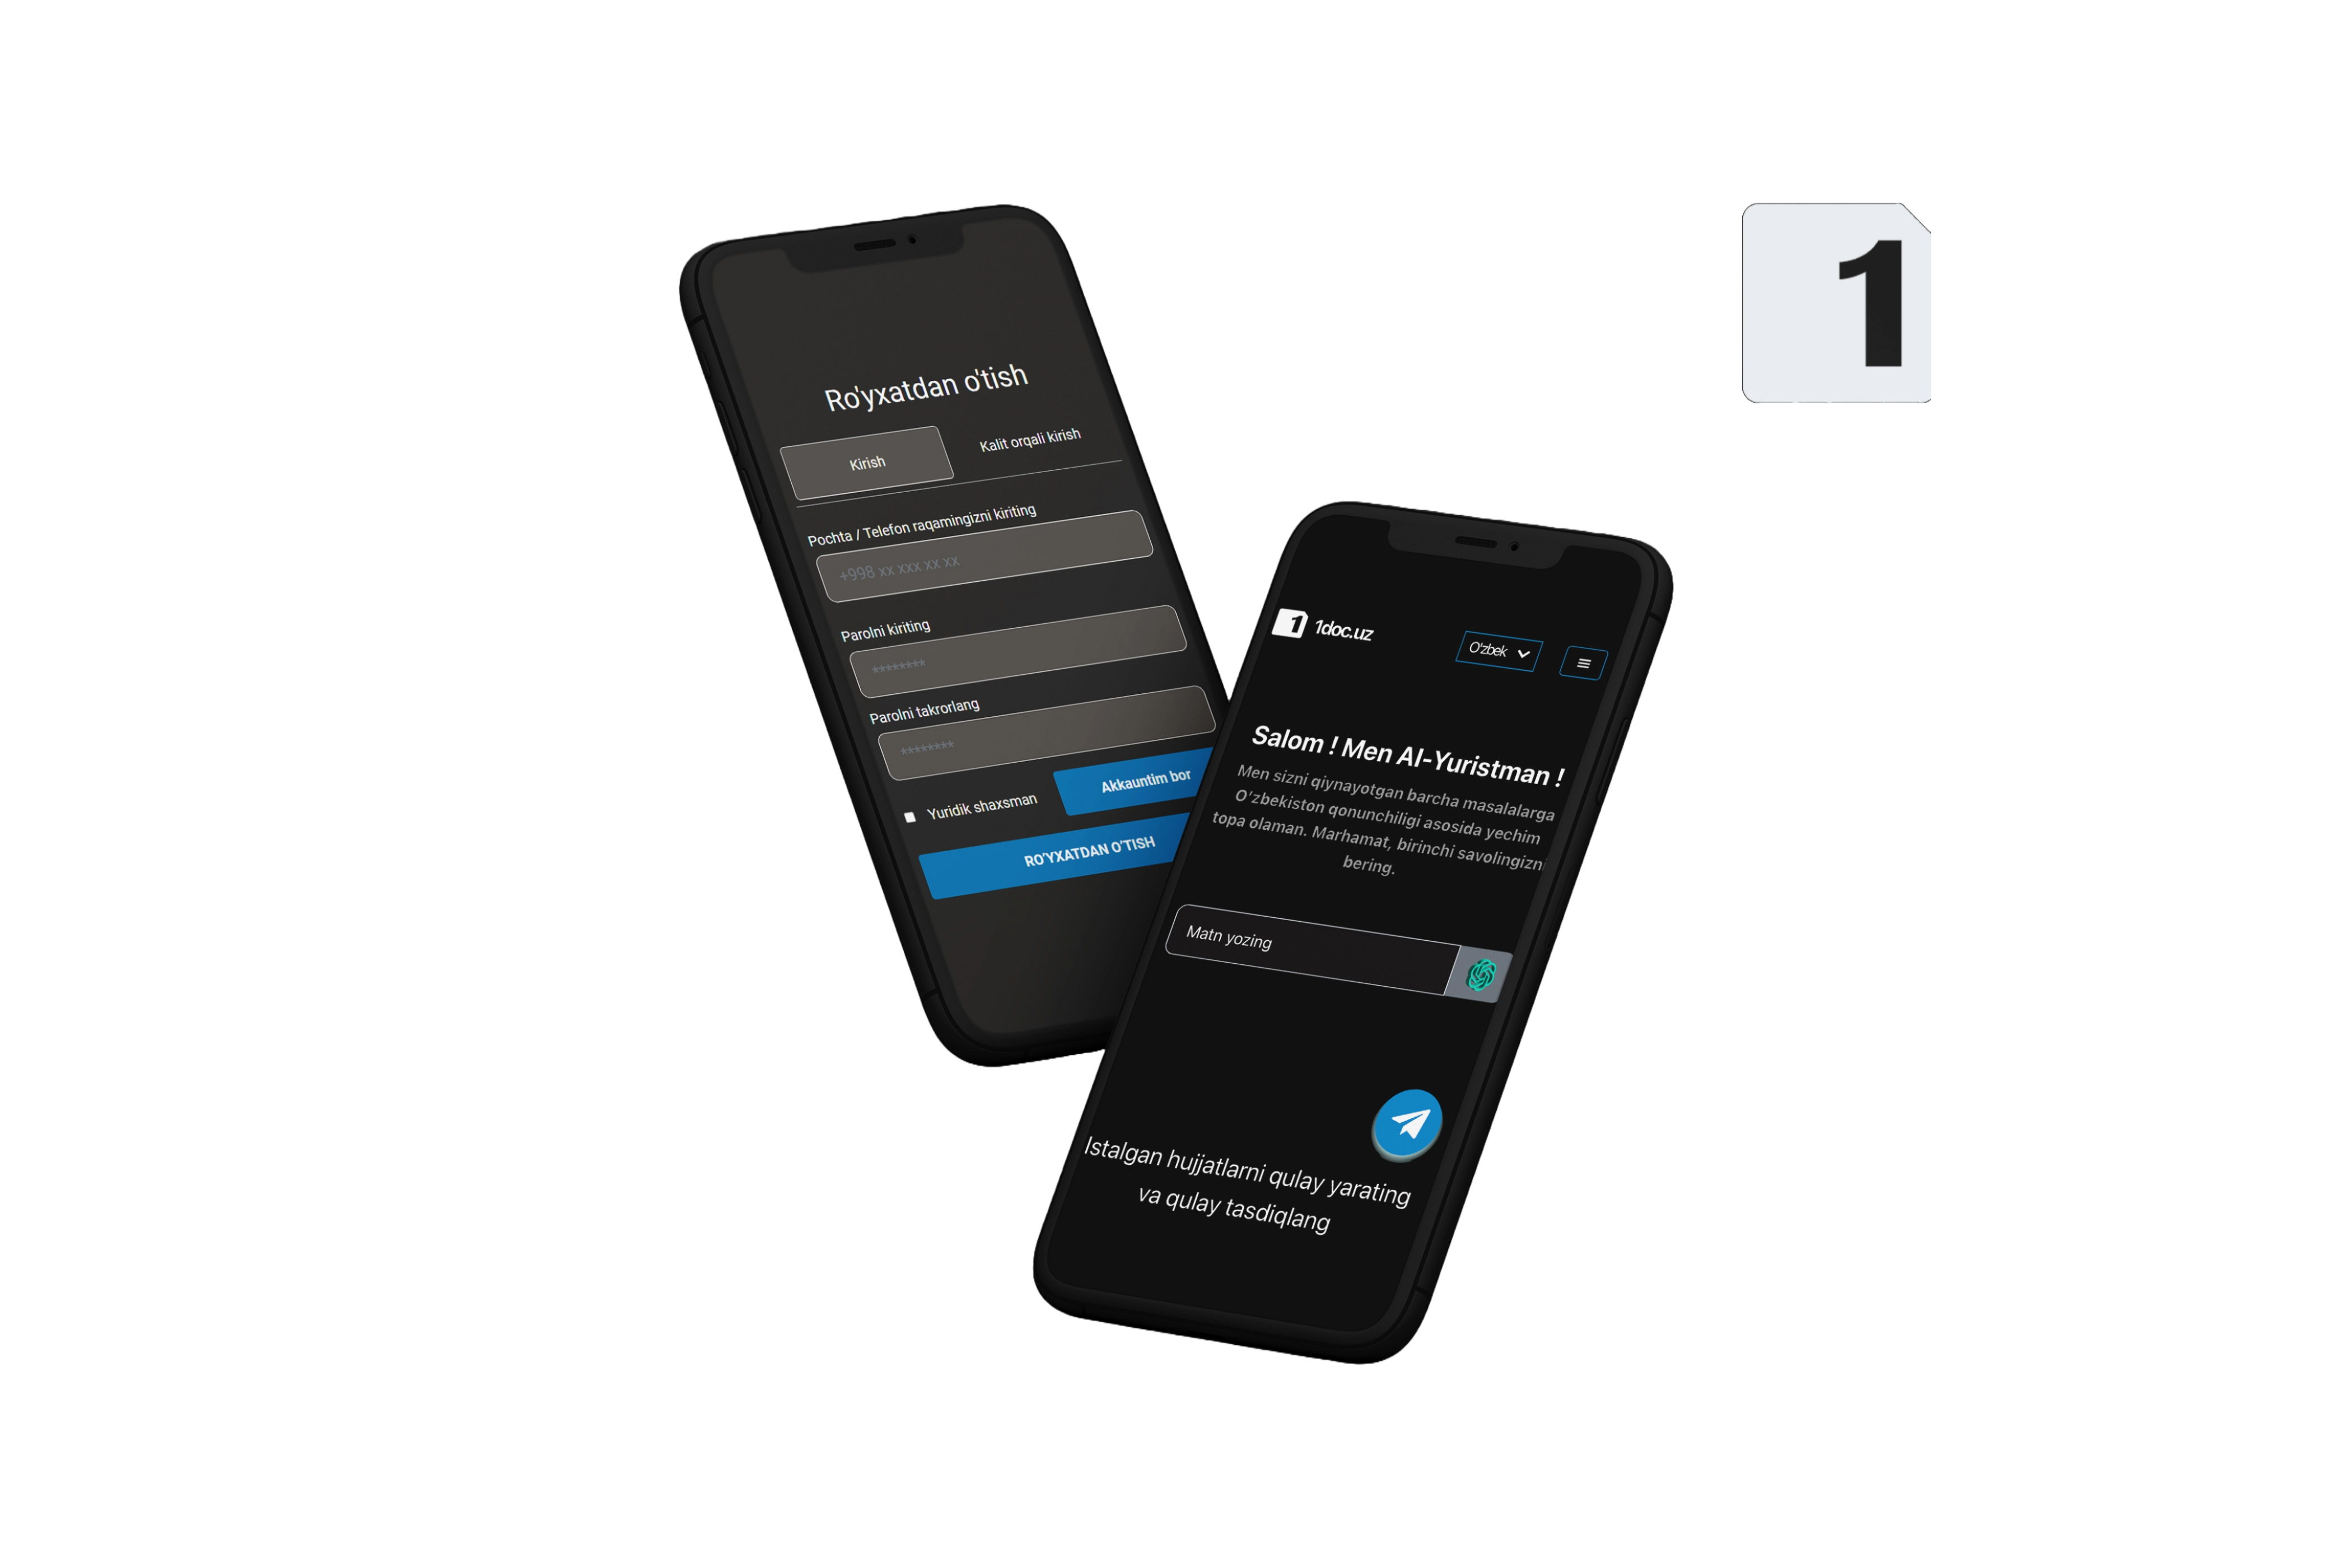 Ro'yxatdan o'tish
Kirish
Kalit orqali kirish
Pochta / Telefon raqamingizni kiriting
+998 xx xxx xx xx
Parolni kiriting
********
Parolni takrorlang
********
Yuridik shaxsman
Akkauntim bor
RO'YXATDAN O'TISH
1
1 1doc.uz
O'zbek
Salom ! Men AI-Yuristman !
Men sizni qiynayotgan barcha masalalarga
O'zbekiston qonunchiligi asosida yechim
topa olaman. Marhamat, birinchi savolingizni
bering.
Matn yozing
Istalgan hujjatlarni qulay yarating
va qulay tasdiqlang